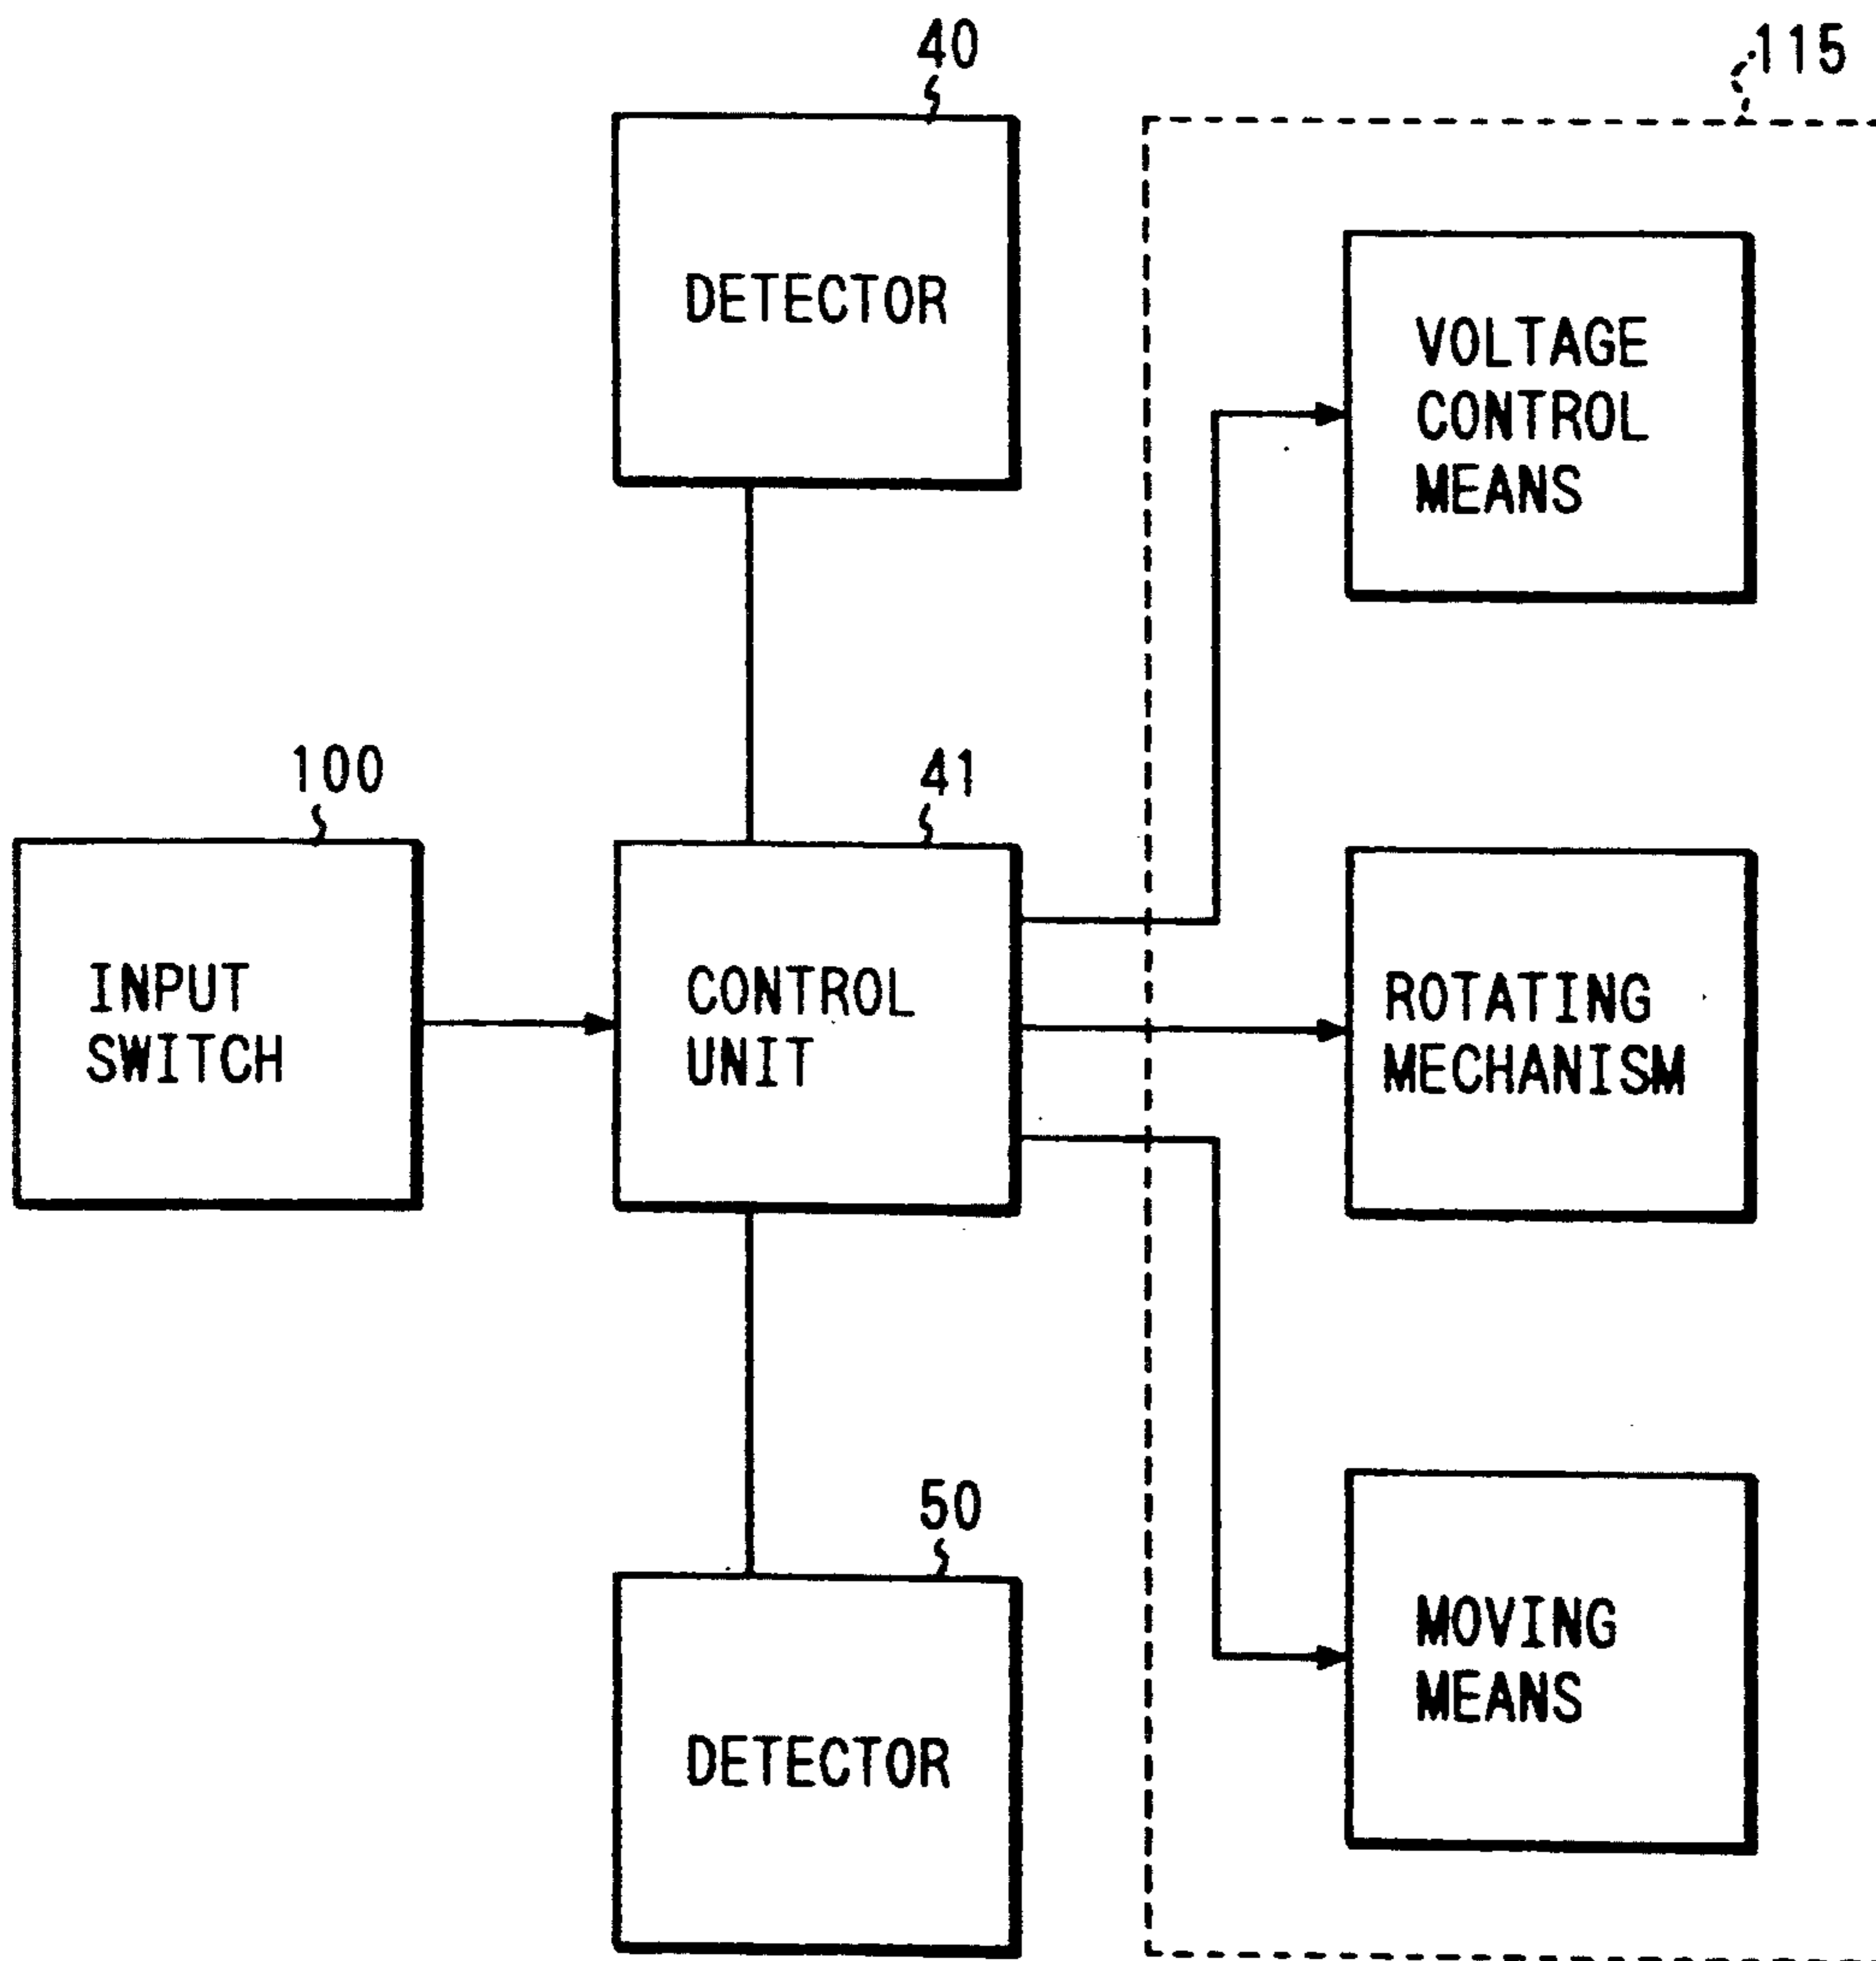 40
115
DETECTOR
VOLTAGE
CONTROL
MEANS
100
41
INPUT
SWITCH
CONTROL
UNIT
ROTATING
MECHANISM
50
DETECTOR
MOVING
MEANS